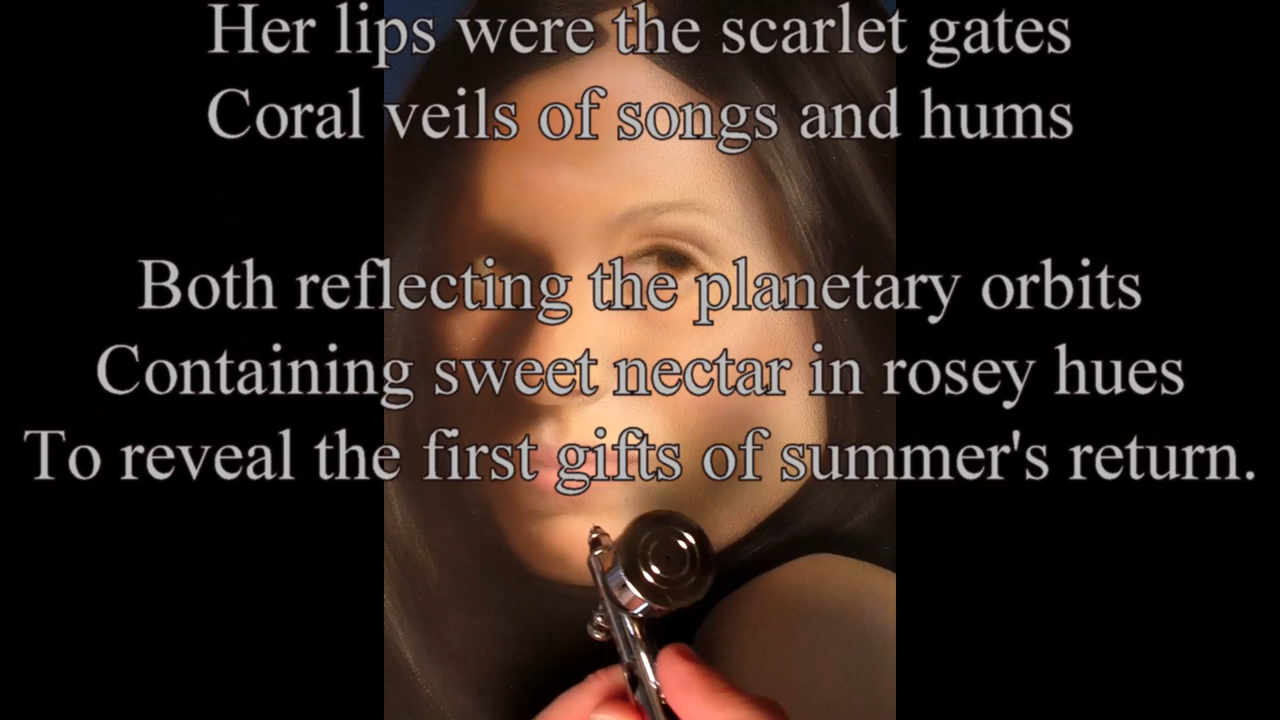 Her lips were the scarlet gates
Coral veils of songs and hums
Both reflecting the planetary orbits
Containing sweet nectar in rosey hues
To reveal the first gifts of summer's return.